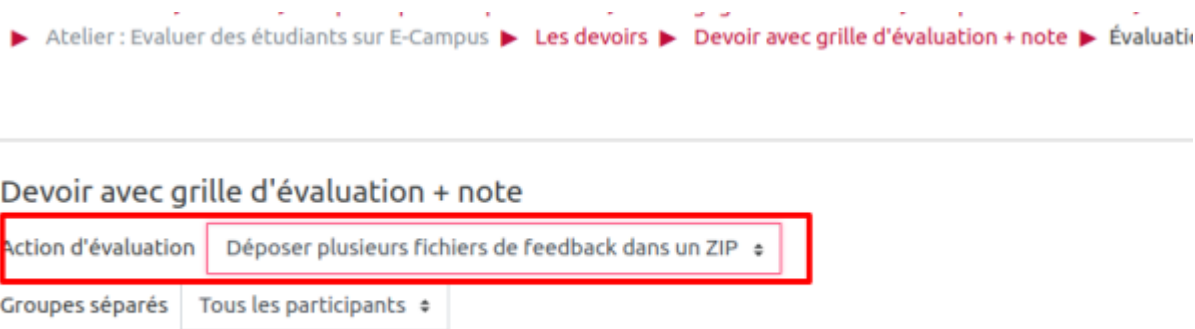 ▶ Atelier : Evaluer des étudiants sur E-Campus ▶ Les devoirs ▶ Devoir avec grille d'évaluation + note ▶
Devoir avec grille d'évaluation + note
Action d'évaluation Déposer plusieurs fichiers de feedback dans un ZIP
Groupes séparés Tous les participants